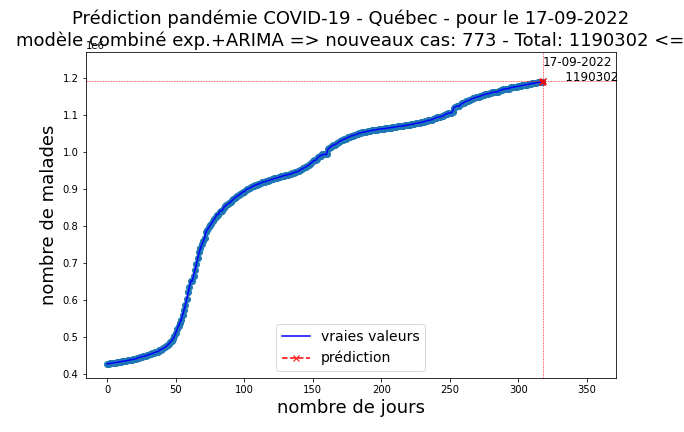 Prédiction pandémie COVID-19 - Québec - pour le 17-09-2022
modèle combiné exp.+ARIMA => nouveaux cas: 773 - Total: 1190302 <=
1e6
17-09-2022
1190302
1.2
1.1
1.0
0.9
0.8
0.7
0.6
0.5
0.4
nombre de malades
vraies valeurs
prédiction
0 50 100 150 200 250 300 350
nombre de jours